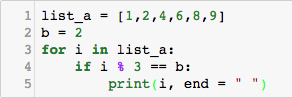 1 list_a = [1,2,4,6,8,9]
2 b = 2
3 for i in list_a:
4     if i % 3 == b:
5         print(i, end = " ")